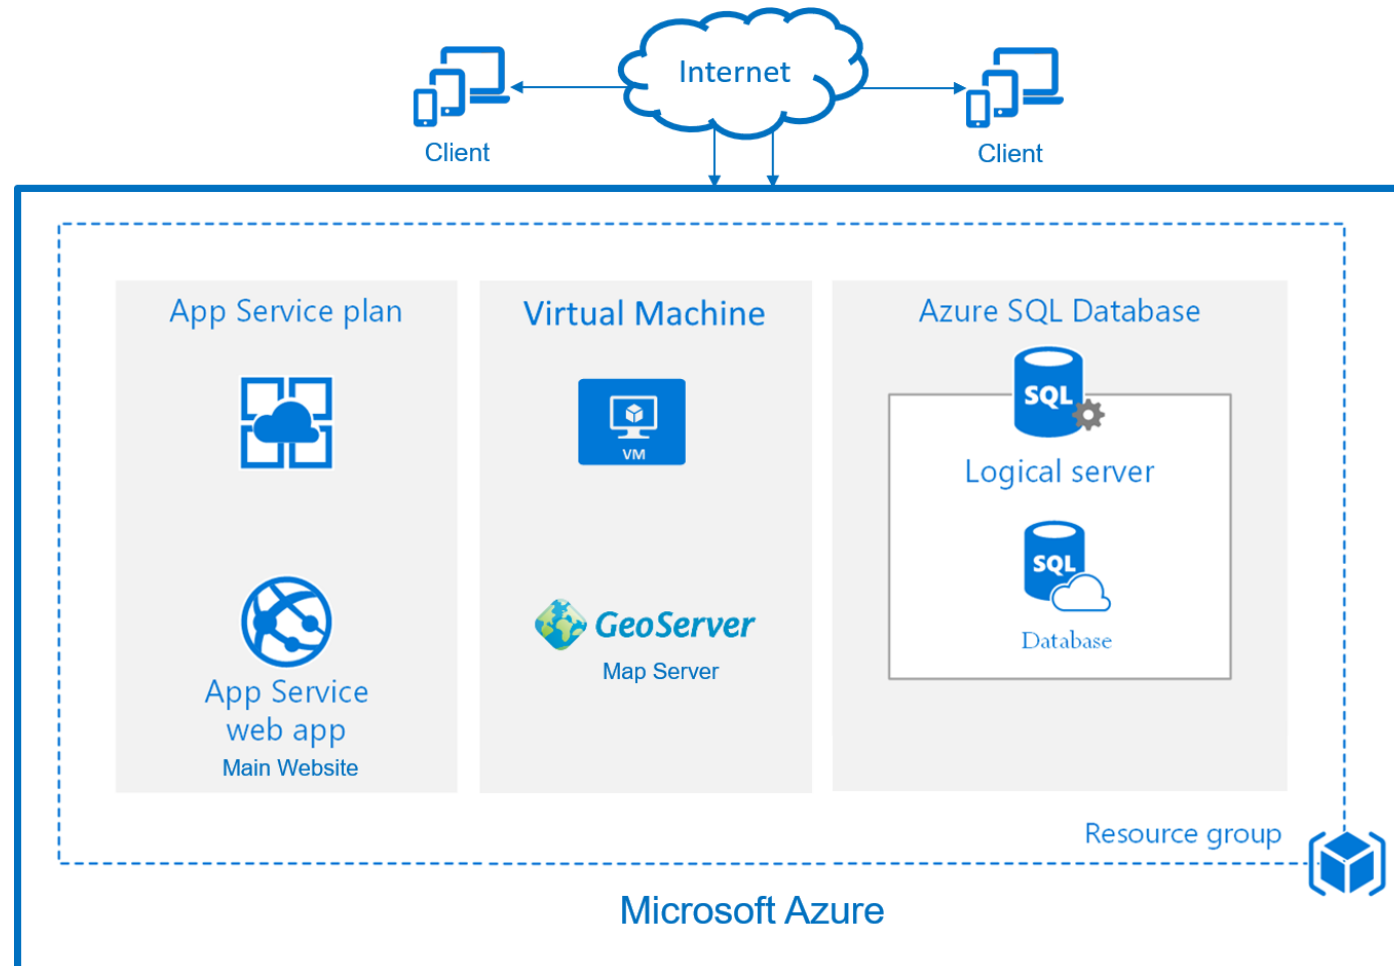 Internet
Client
Client
App Service plan
Virtual Machine
Azure SQL Database
VM
SQL
Logical server
SQL
Database
GeoServer
Map Server
App Service
web app
Main Website
Resource group
Microsoft Azure